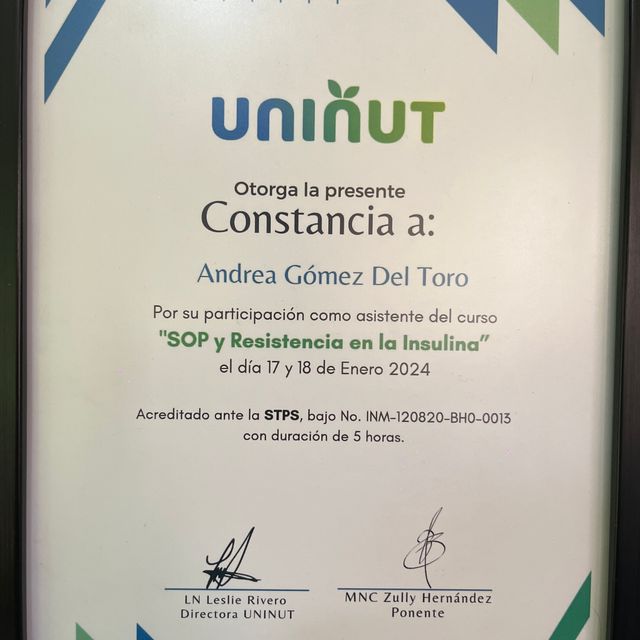 UNINUT
Otorga la presente
Constancia a:
Andrea Gómez Del Toro
Por su participación como asistente del curso
"SOP y Resistencia en la Insulina”
el día 17 y 18 de Enero 2024
Acreditado ante la STPS, bajo No. INM-120820-BH0-0013
con duración de 5 horas.
LN Leslie Rivero
Directora UNINUT
MNC Zully Hernández
Ponente